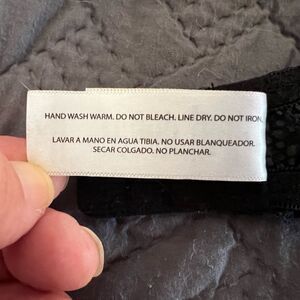 HAND WASH WARM. DO NOT BLEACH. LINE DRY. DO NOT IRON.
LAVAR A MANO EN AGUA TIBIA. NO USAR BLANQUEADOR.
SECAR COLGADO. NO PLANCHAR.